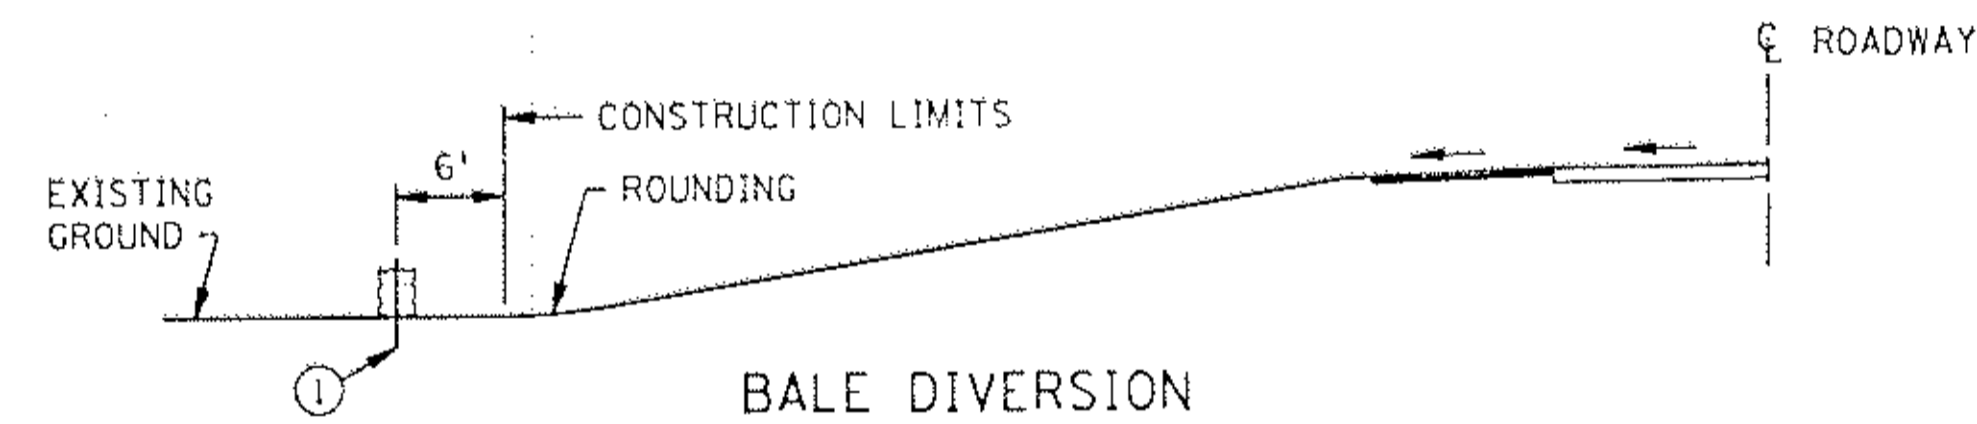 ℄ ROADWAY
CONSTRUCTION LIMITS
6'
EXISTING
GROUND
ROUNDING
1
BALE DIVERSION